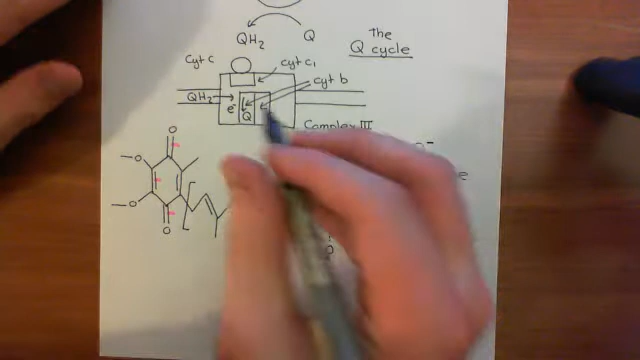 The
Q cycle
QH2
Q
Cyt C
cyt c1
cyt b
QH2
e-
Q
Complex III
O
O
O
O
e